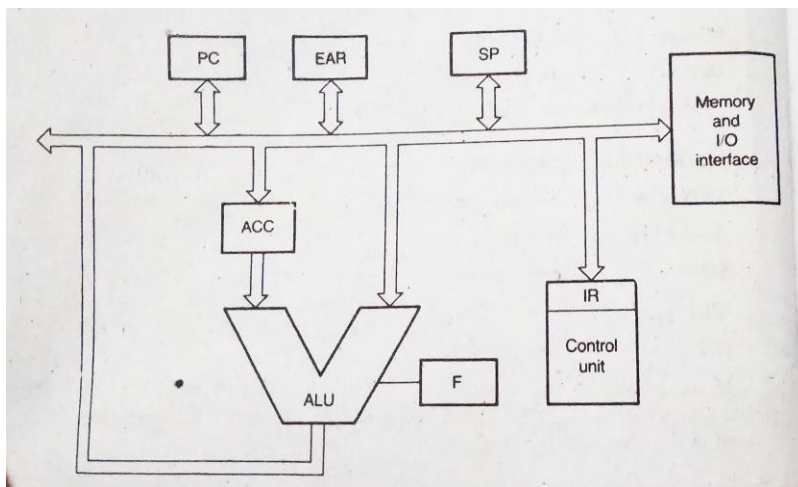 PC
EAR
SP
Memory
and
I/O
interface
ACC
IR
Control
unit
ALU
F